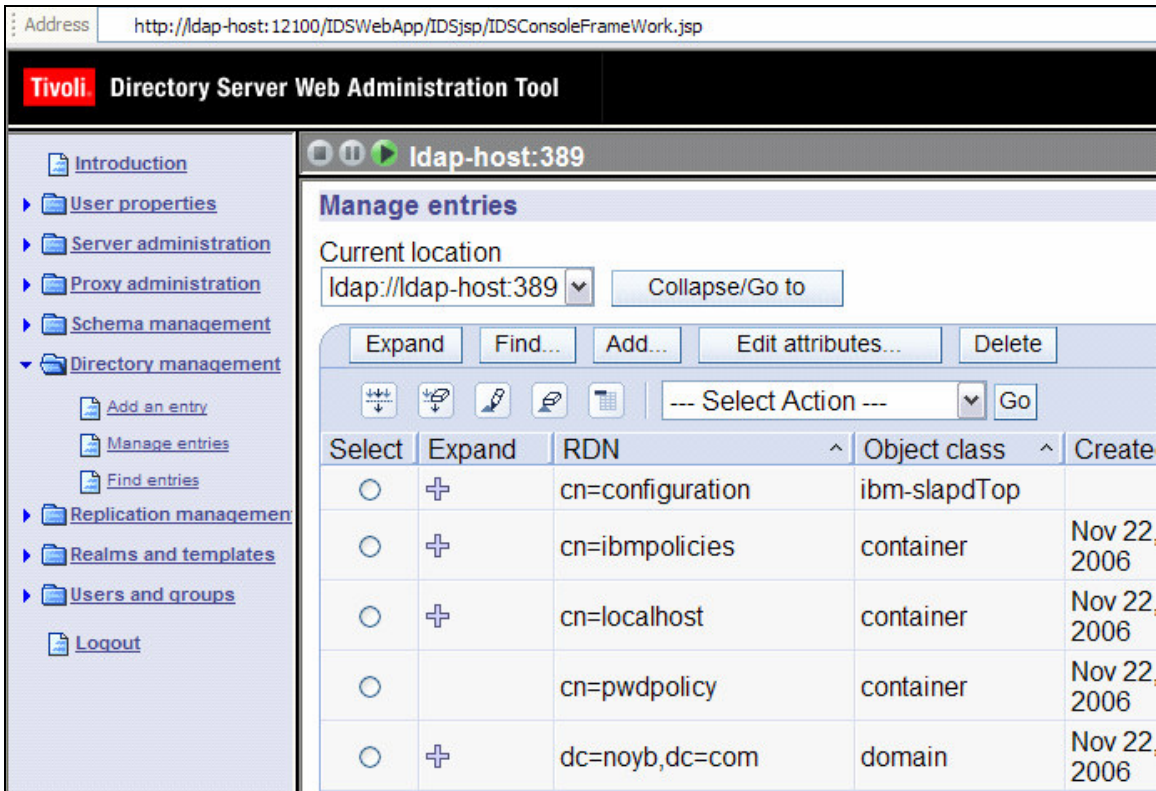 Address http://ldap-host:12100/IDSWebApp/IDSjsp/IDSConsoleFrameWork.jsp
Tivoli. Directory Server Web Administration Tool
Introduction
User properties
Server administration
Proxy administration
Schema management
Directory management
Add an entry
Manage entries
Find entries
Replication managemen
Realms and templates
Users and groups
Logout
ldap-host:389
Manage entries
Current location
ldap://ldap-host:389 Collapse/Go to
Expand Find... Add... Edit attributes... Delete
--- Select Action --- Go
Select Expand RDN Object class Create
cn=configuration ibm-slapdTop
cn=ibmpolicies container Nov 22,
2006
cn=localhost container Nov 22,
2006
cn=pwdpolicy container Nov 22,
2006
dc=noyb,dc=com domain Nov 22,
2006